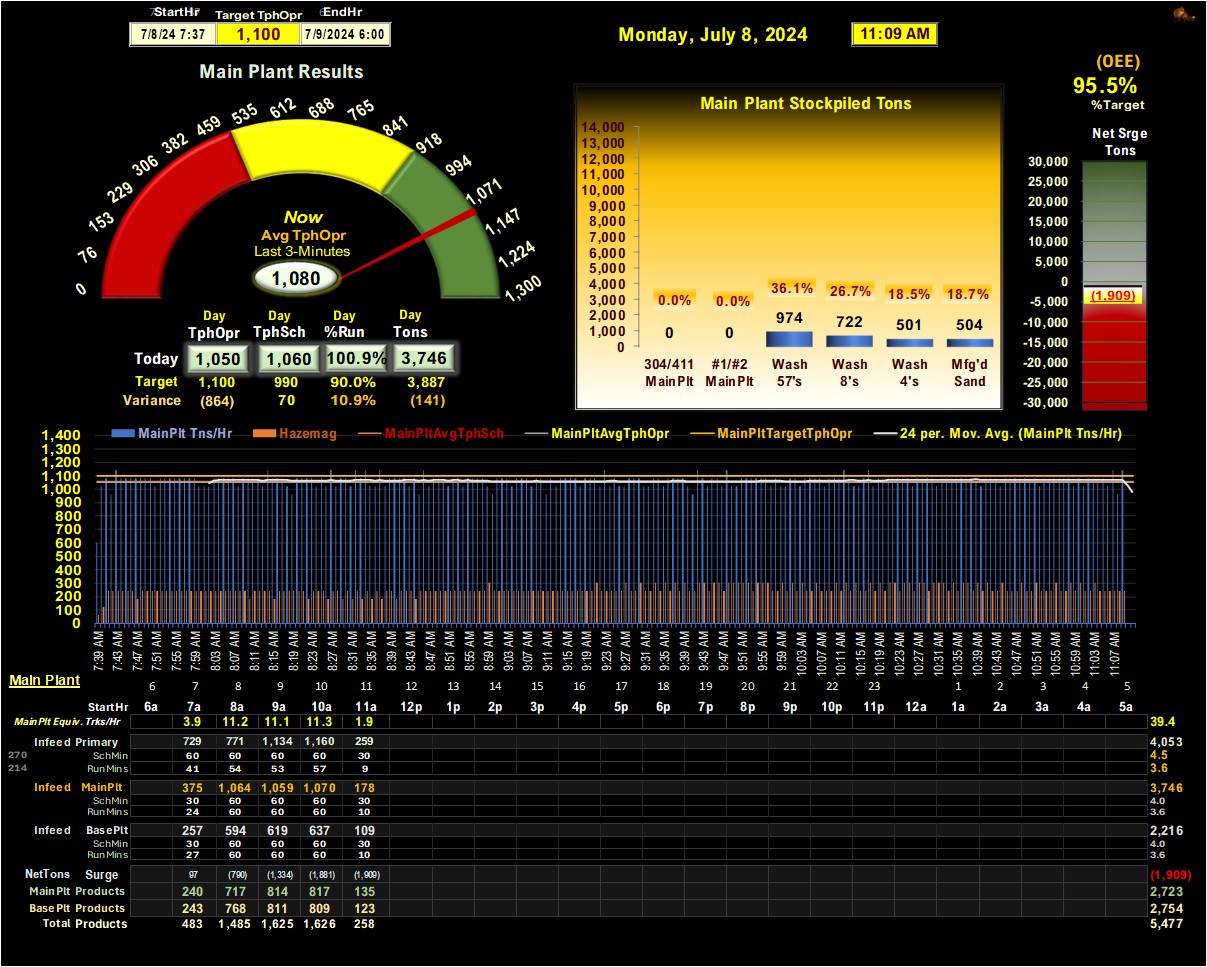 StartHr Target TphOpr EndHr
7/8/24 7:37 1,100 7/9/2024 6:00
Monday, July 8, 2024 11:09 AM
(OEE)
95.5%
%Target
Main Plant Results
0 76 153 229 306 382 459 535 612 688 765 841 918 994 1,071 1,147 1,224 1,300
Now
Avg TphOpr
Last 3-Minutes
1,080
Day Day Day Day
TphOpr TphSch %Run Tons
Today 1,050 1,060 100.9% 3,746
Target 1,100 990 90.0% 3,887
Variance (864) 70 10.9% (141)
Main Plant Stockpiled Tons
14,000
13,000
12,000
11,000
10,000
9,000
8,000
7,000
6,000
5,000
4,000
3,000
2,000
1,000
0
0.0% 0.0% 36.1% 26.7% 18.5% 18.7%
0 0 974 722 501 504
304/411 #1/#2 Wash Wash Wash Mfg'd
MainPlt MainPlt 57's 8's 4's Sand
Net Srge
Tons
30,000
25,000
20,000
15,000
10,000
5,000
0
-5,000
-10,000
-15,000
-20,000
-25,000
-30,000
(1,909)
MainPlt Tns/Hr Hazemag MainPltAvgTphSch MainPltAvgTphOpr MainPltTargetTphOpr 24 per. Mov. Avg. (MainPlt Tns/Hr)
1,400
1,300
1,200
1,100
1,000
900
800
700
600
500
400
300
200
100
0
7:39 AM 7:43 AM 7:47 AM 7:51 AM 7:55 AM 7:59 AM 8:03 AM 8:07 AM 8:11 AM 8:15 AM 8:19 AM 8:23 AM 8:27 AM 8:31 AM 8:35 AM 8:39 AM 8:43 AM 8:47 AM 8:51 AM 8:55 AM 8:59 AM 9:03 AM 9:07 AM 9:11 AM 9:15 AM 9:19 AM 9:23 AM 9:27 AM 9:31 AM 9:35 AM 9:39 AM 9:43 AM 9:47 AM 9:51 AM 9:55 AM 9:59 AM 10:03 AM 10:07 AM 10:11 AM 10:15 AM 10:19 AM 10:23 AM 10:27 AM 10:31 AM 10:35 AM 10:39 AM 10:43 AM 10:47 AM 10:51 AM 10:55 AM 10:59 AM 11:03 AM 11:07 AM
Main Plant 6 7 8 9 10 11 12 13 14 15 16 17 18 19 20 21 22 23 1 2 3 4 5
StartHr 6a 7a 8a 9a 10a 11a 12p 1p 2p 3p 4p 5p 6p 7p 8p 9p 10p 11p 12a 1a 2a 3a 4a 5a
MainPlt Equiv. Trks/Hr 3.9 11.2 11.1 11.3 1.9 39.4
Infeed Primary 729 771 1,134 1,160 259 4,053
270 SchMin 60 60 60 60 30 4.5
214 RunMins 41 54 53 57 9 3.6
Infeed MainPlt 375 1,064 1,059 1,070 178 3,746
SchMin 30 60 60 60 30 4.0
RunMins 24 60 60 60 10 3.6
Infeed BasePlt 257 594 619 637 109 2,216
SchMin 30 60 60 60 30 4.0
RunMins 27 60 60 60 10 3.6
NetTons Surge 97 (790) (1,334) (1,881) (1,909) (1,909)
MainPlt Products 240 717 814 817 135 2,723
BasePlt Products 243 768 811 809 123 2,754
Total Products 483 1,485 1,625 1,626 258 5,477